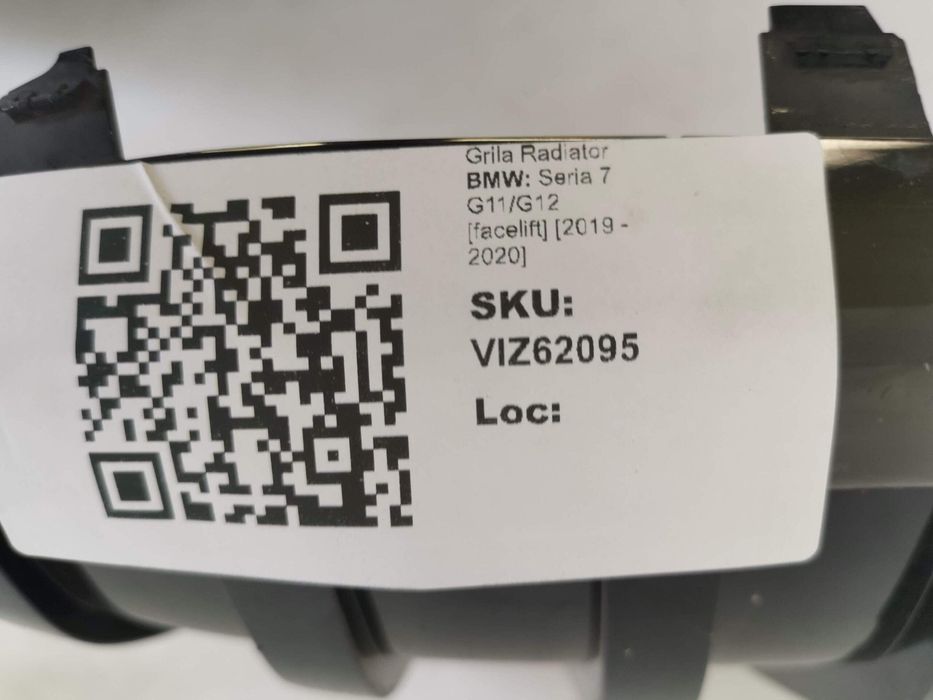 Grila Radiator
BMW: Seria 7
G11/G12
[facelift] [2019 -
2020]
SKU:
VIZ62095
Loc: